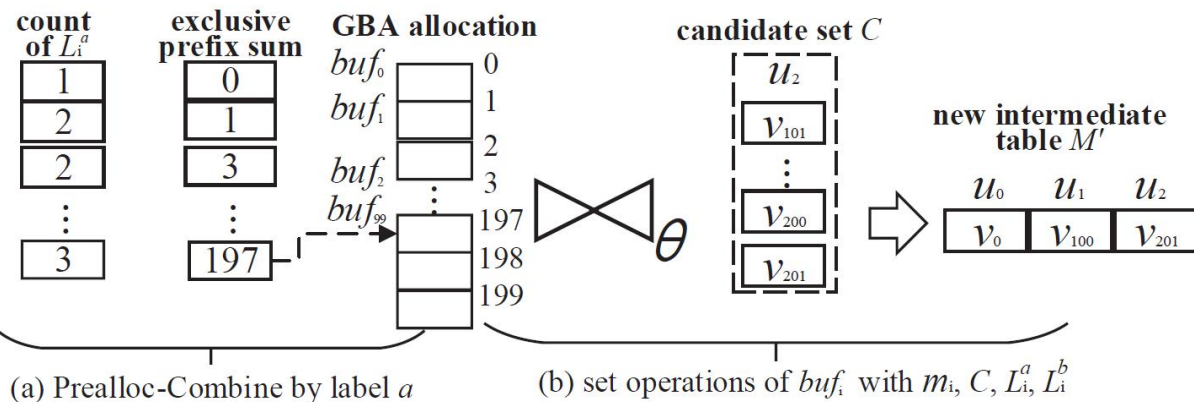 count
of L_i^a
1
2
2
⋮
3
exclusive
prefix sum
0
1
3
⋮
197
GBA allocation
buf_0
buf_1
buf_2
⋮
buf_99
0
1
2
3
197
198
199
θ
candidate set C
u_2
v_101
⋮
v_200
v_201
new intermediate
table M'
u_0 u_1 u_2
v_0 v_100 v_201
(a) Prealloc-Combine by label a
(b) set operations of buf_i with m_i, C, L_i^a, L_i^b